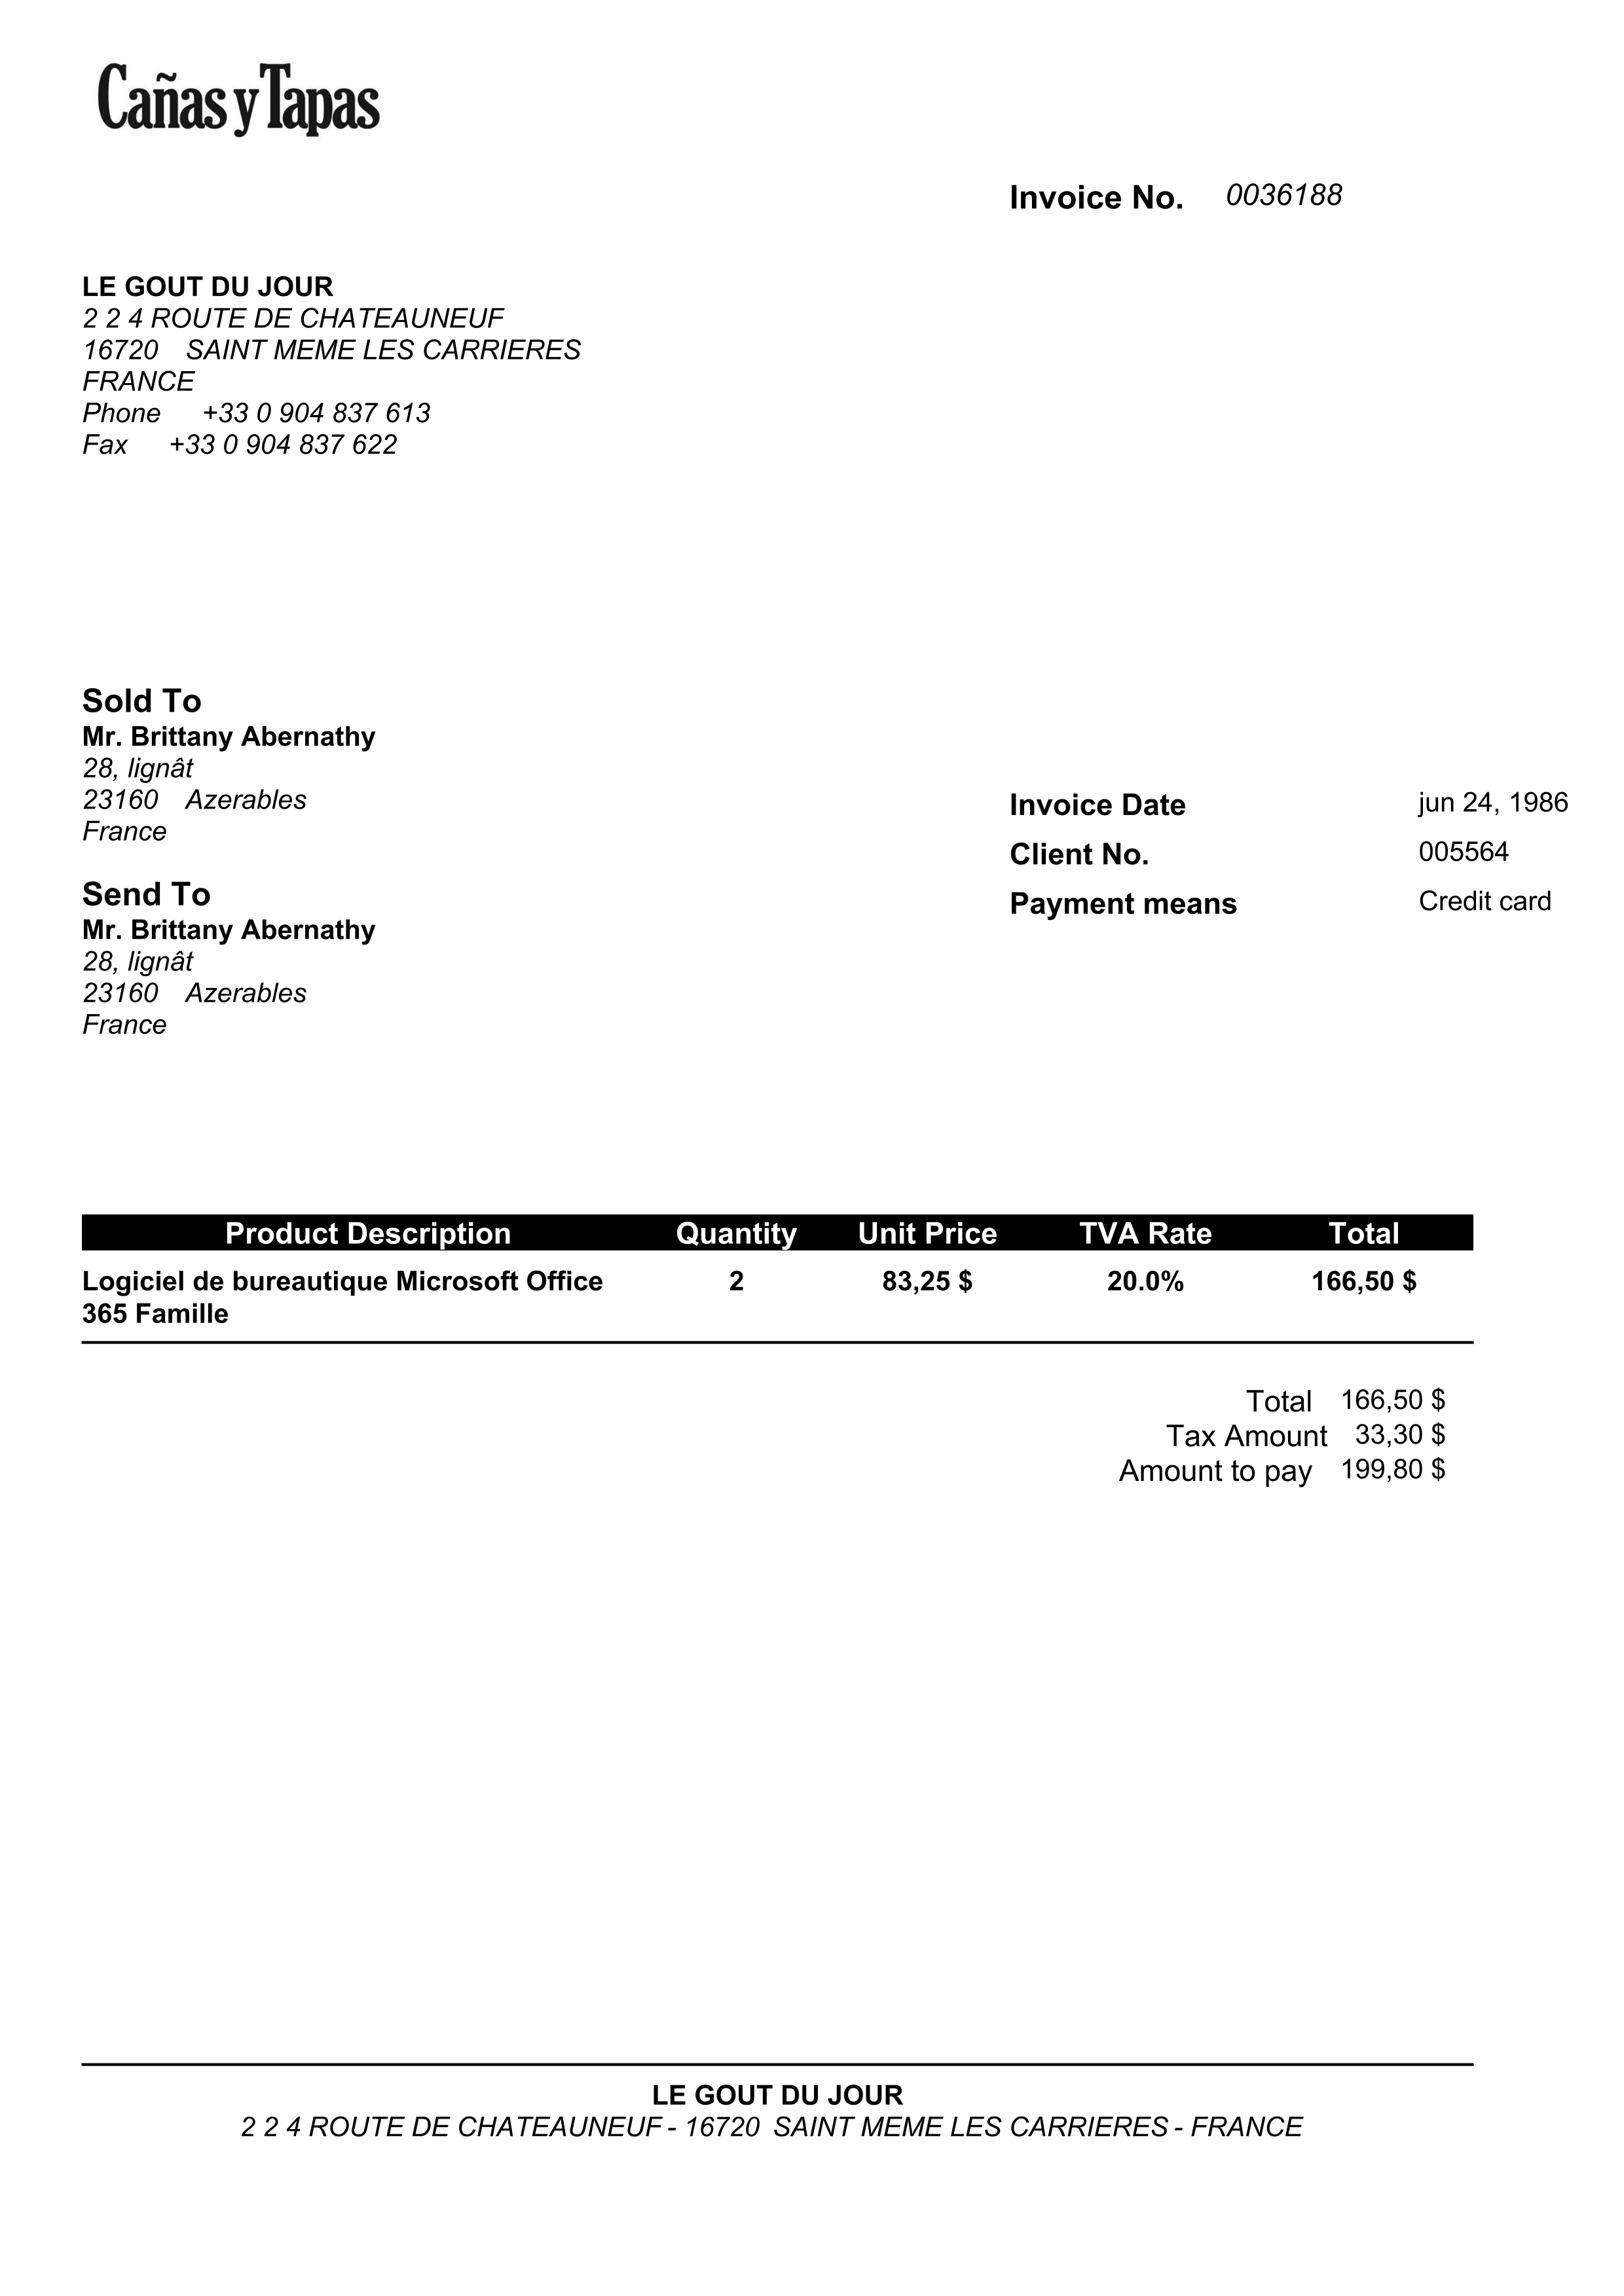 Cañas y Tapas
Invoice No. 0036188
LE GOUT DU JOUR
2 2 4 ROUTE DE CHATEAUNEUF
16720 SAINT MEME LES CARRIERES
FRANCE
Phone +33 0 904 837 613
Fax +33 0 904 837 622
Sold To
Mr. Brittany Abernathy
28, lignât
23160 Azerables
France
Invoice Date jun 24, 1986
Client No. 005564
Payment means Credit card
Send To
Mr. Brittany Abernathy
28, lignât
23160 Azerables
France
Product Description Quantity Unit Price TVA Rate Total
Logiciel de bureautique Microsoft Office 2 83,25 $ 20.0% 166,50 $
365 Famille
Total 166,50 $
Tax Amount 33,30 $
Amount to pay 199,80 $
LE GOUT DU JOUR
2 2 4 ROUTE DE CHATEAUNEUF - 16720 SAINT MEME LES CARRIERES - FRANCE